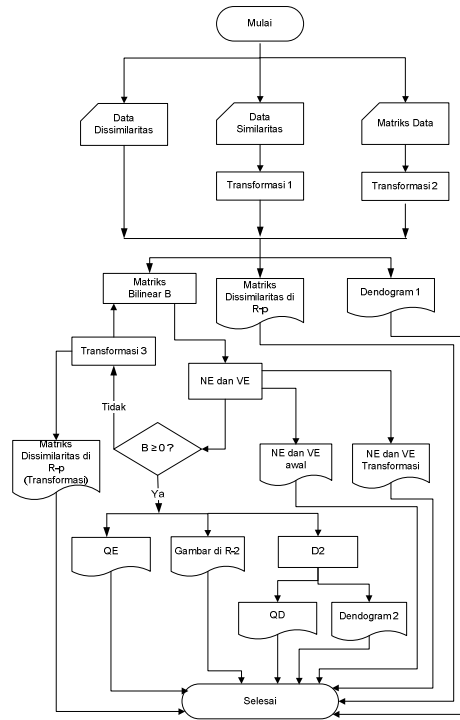 Mulai
Data
Dissimilaritas
Data
Similaritas
Matriks Data
Transformasi 1
Transformasi 2
Matriks
Bilinear B
Matriks
Dissimilaritas di
R-p
Dendogram 1
Transformasi 3
NE dan VE
Tidak
B ≥ 0 ?
Matriks
Dissimilaritas di
R-p
(Transformasi)
NE dan VE
awal
NE dan VE
Transformasi
Ya
QE
Gambar di R-2
D2
QD
Dendogram 2
Selesai